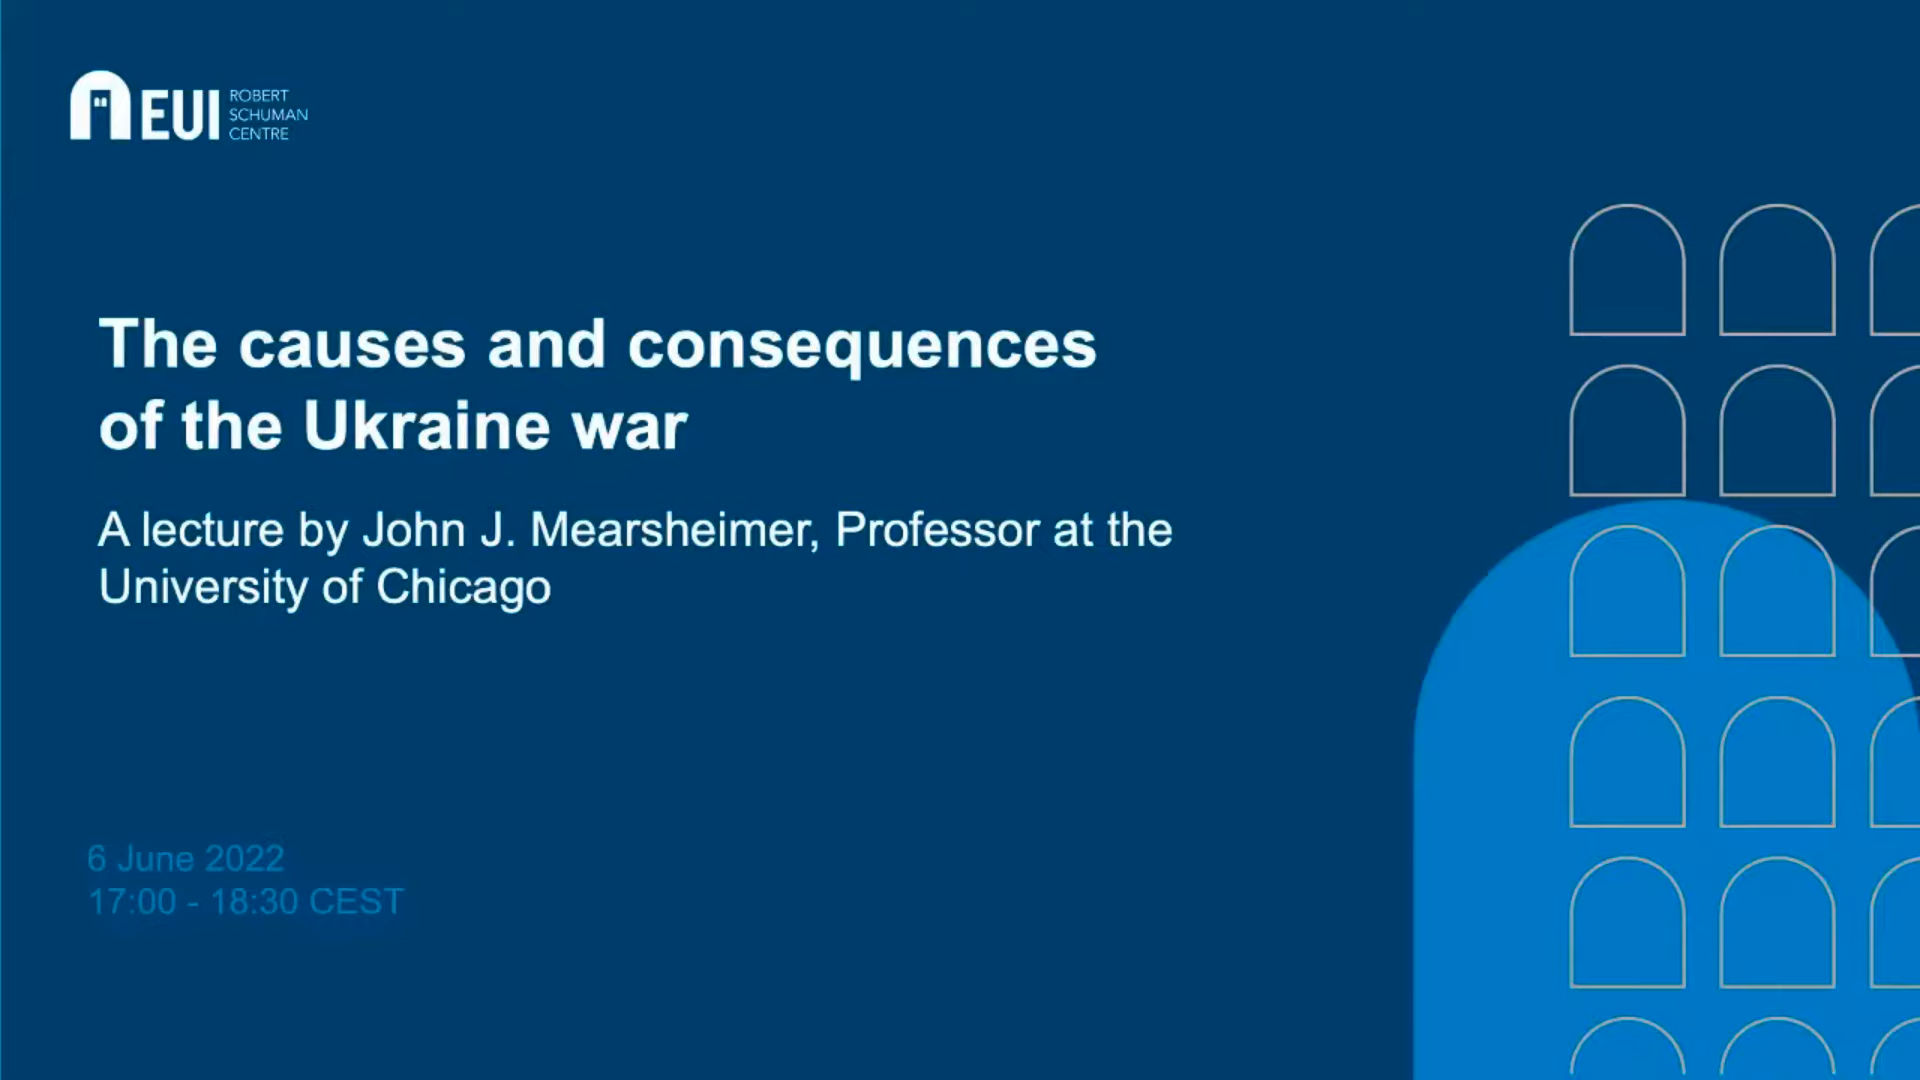 EUI
ROBERT
SCHUMAN
CENTRE
The causes and consequences
of the Ukraine war
A lecture by John J. Mearsheimer, Professor at the
University of Chicago
6 June 2022
17:00 - 18:30 CEST